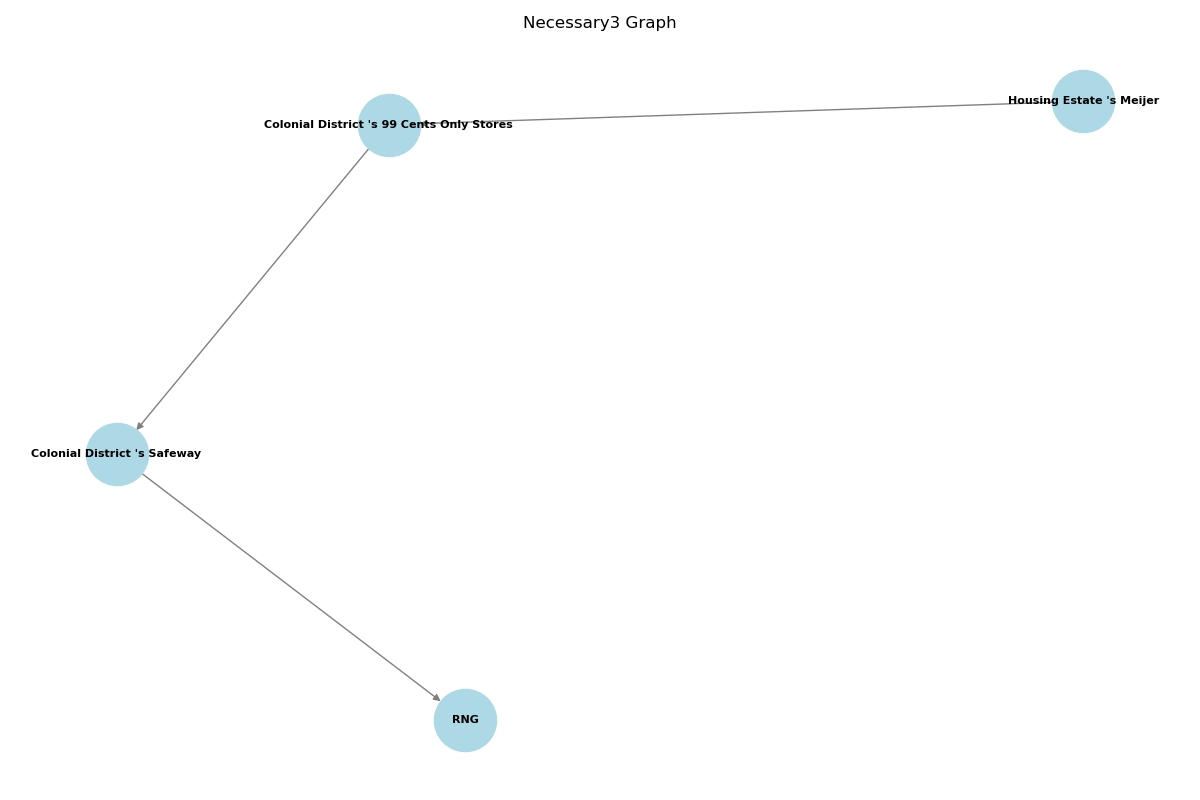 Necessary3 Graph
Housing Estate 's Meijer
Colonial District 's 99 Cents Only Stores
Colonial District 's Safeway
RNG